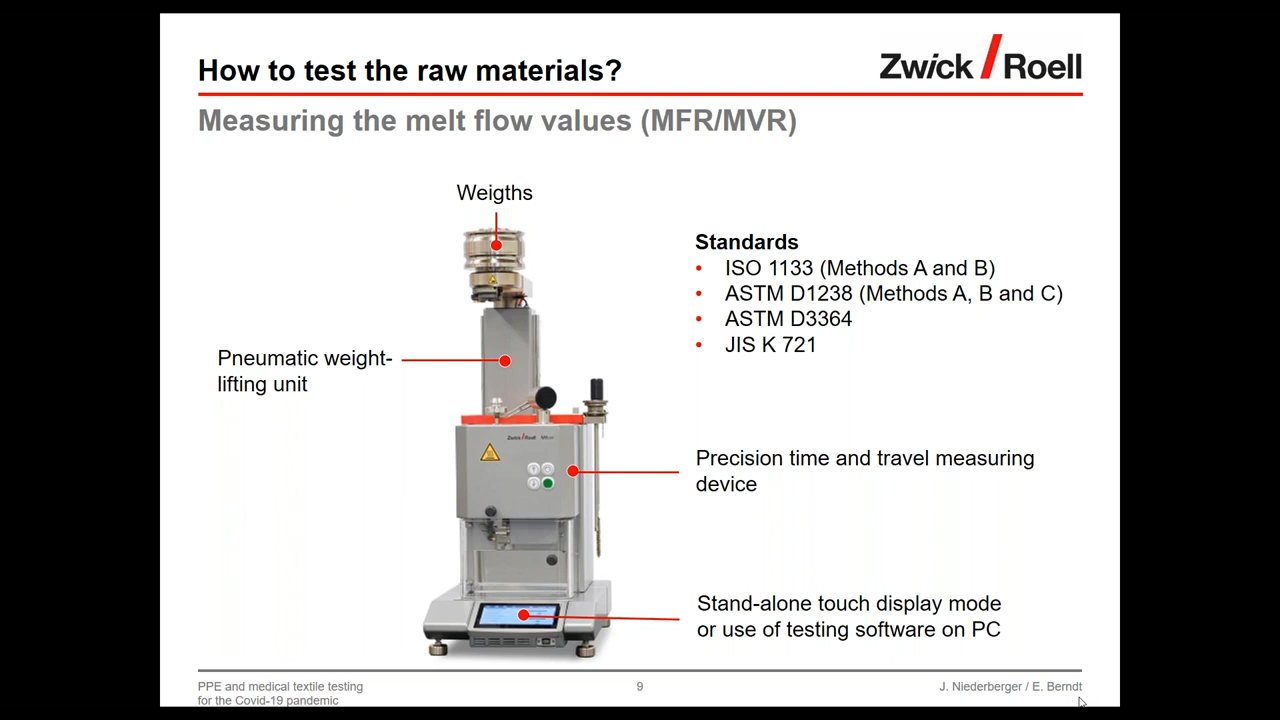 How to test the raw materials?
Zwick / Roell
Measuring the melt flow values (MFR/MVR)
Weigths
Standards
• ISO 1133 (Methods A and B)
• ASTM D1238 (Methods A, B and C)
• ASTM D3364
• JIS K 721
Pneumatic weight-
lifting unit
Zwick / Roell
Precision time and travel measuring
device
Stand-alone touch display mode
or use of testing software on PC
PPE and medical textile testing
for the Covid-19 pandemic
9
J. Niederberger / E. Berndt